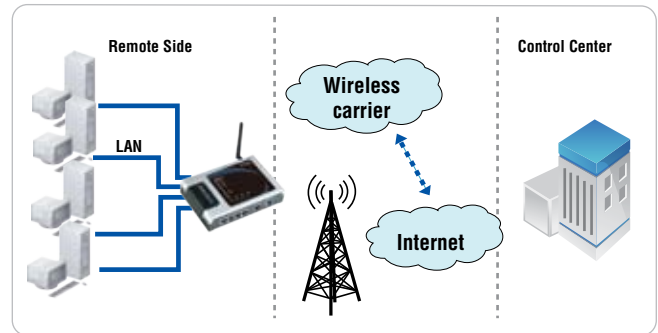 Remote Side
Control Center
Wireless
carrier
LAN
Internet